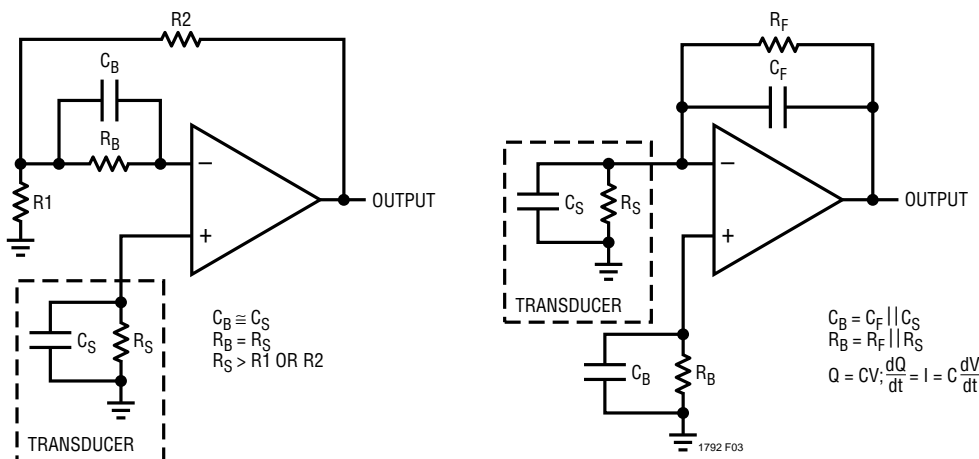 R2
C_B
R_B
−
R1
OUTPUT
+
C_S
R_S
TRANSDUCER
C_B ≅ C_S
R_B = R_S
R_S > R1 OR R2
R_F
C_F
−
C_S
R_S
OUTPUT
+
TRANSDUCER
C_B
R_B
C_B = C_F || C_S
R_B = R_F || R_S
Q = CV; dQ/dt = I = C dV/dt
1792 F03